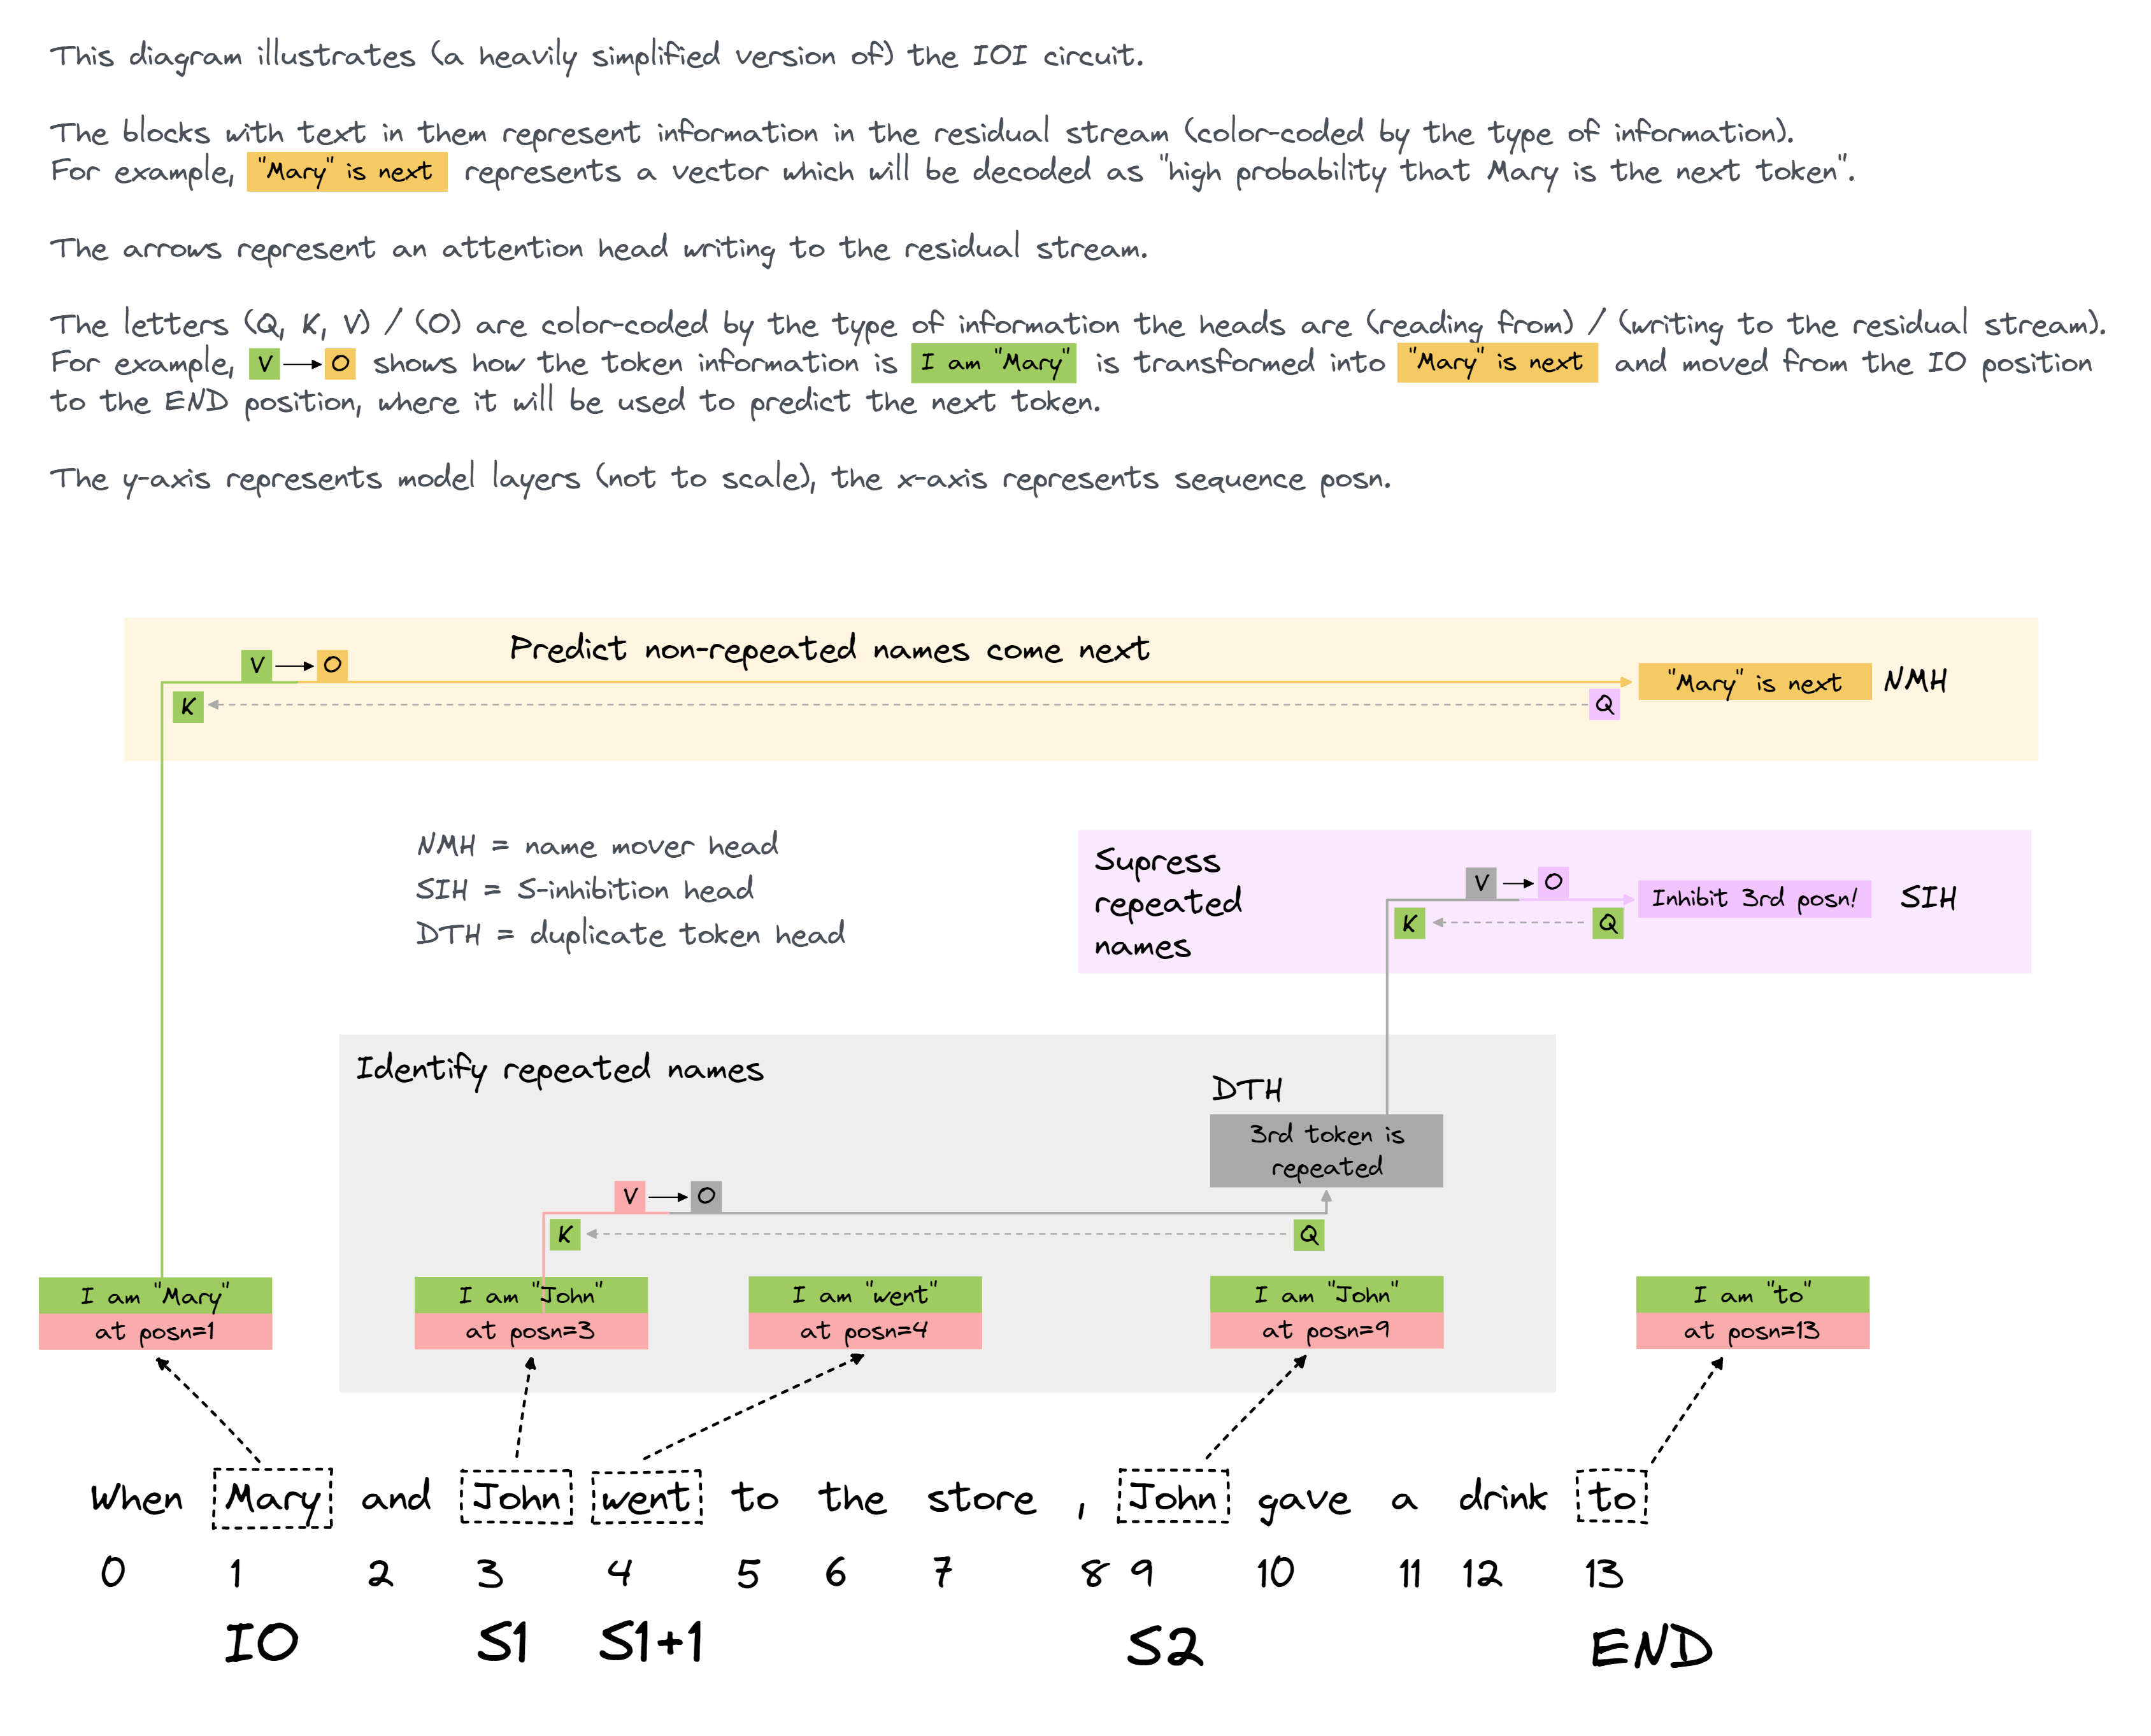 This diagram illustrates (a heavily simplified version of) the IOI circuit.
The blocks with text in them represent information in the residual stream (color-coded by the type of information).
For example, "Mary" is next represents a vector which will be decoded as "high probability that Mary is the next token".
The arrows represent an attention head writing to the residual stream.
The letters (Q, K, V) / (O) are color-coded by the type of information the heads are (reading from) / (writing to the residual stream).
For example, V O shows how the token information is I am "Mary" is transformed into "Mary" is next and moved from the IO position
to the END position, where it will be used to predict the next token.
The y-axis represents model layers (not to scale), the x-axis represents sequence posn.
Predict non-repeated names come next
V O
"Mary" is next NMH
K Q
NMH = name mover head
SIH = S-inhibition head
DTH = duplicate token head
Supress
repeated
names
V O
Inhibit 3rd posn! SIH
K Q
Identify repeated names
DTH
3rd token is
repeated
V O
K Q
I am "Mary"
at posn=1
I am "John"
at posn=3
I am "went"
at posn=4
I am "John"
at posn=9
I am "to"
at posn=13
When Mary and John went to the store , John gave a drink to
0 1 2 3 4 5 6 7 8 9 10 11 12 13
IO S1 S1+1 S2 END